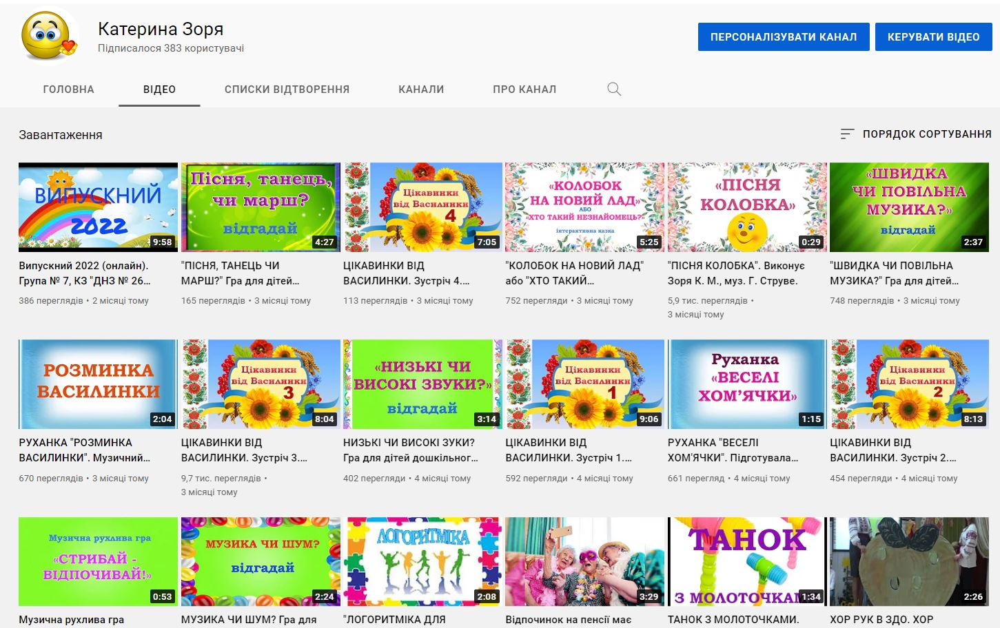 Катерина Зоря
Підписалося 383 користувачі
ПЕРСОНАЛІЗУВАТИ КАНАЛ
КЕРУВАТИ ВІДЕО
ГОЛОВНА
ВІДЕО
СПИСКИ ВІДТВОРЕННЯ
КАНАЛИ
ПРО КАНАЛ
Завантаження
ПОРЯДОК СОРТУВАННЯ
ВИПУСКНИЙ
2022
9:58
Випускний 2022 (онлайн).
Група № 7, КЗ "ДНЗ № 26...
386 переглядів • 2 місяці тому
Пісня, танець,
чи марш?
відгадай
4:27
"ПІСНЯ, ТАНЕЦЬ ЧИ
МАРШ?" Гра для дітей...
165 переглядів • 3 місяці тому
Цікавинки
від Василинки
4
7:05
ЦІКАВИНКИ ВІД
ВАСИЛИНКИ. Зустріч 4....
113 переглядів • 3 місяці тому
«КОЛОБОК
НА НОВИЙ ЛАД»
АБО
«ХТО ТАКИЙ НЕЗНАЙОМЕЦЬ?»
інтерактивна казка
5:25
"КОЛОБОК НА НОВИЙ ЛАД"
або "ХТО ТАКИЙ...
752 перегляди • 3 місяці тому
«ПІСНЯ
КОЛОБКА»
0:29
"ПІСНЯ КОЛОБКА". Виконує
Зоря К. М., муз. Г. Струве.
5,9 тис. переглядів •
3 місяці тому
«ШВИДКА
ЧИ ПОВІЛЬНА
МУЗИКА?»
відгадай
2:37
"ШВИДКА ЧИ ПОВІЛЬНА
МУЗИКА?" Гра для дітей...
748 переглядів • 3 місяці тому
РОЗМИНКА
ВАСИЛИНКИ
2:04
РУХАНКА "РОЗМИНКА
ВАСИЛИНКИ". Музичний...
670 переглядів • 3 місяці тому
Цікавинки
від Василинки
3
8:04
ЦІКАВИНКИ ВІД
ВАСИЛИНКИ. Зустріч 3....
9,7 тис. переглядів •
3 місяці тому
«НИЗЬКІ ЧИ
ВИСОКІ ЗВУКИ?»
відгадай
3:14
НИЗЬКІ ЧИ ВИСОКІ ЗУКИ?
Гра для дітей дошкільног...
402 перегляди • 4 місяці тому
Цікавинки
від Василинки
1
9:06
ЦІКАВИНКИ ВІД
ВАСИЛИНКИ. Зустріч 1....
592 перегляди • 4 місяці тому
Руханка
«ВЕСЕЛІ
ХОМ'ЯЧКИ»
1:15
РУХАНКА "ВЕСЕЛІ
ХОМ'ЯЧКИ". Підготувала...
661 перегляд • 4 місяці тому
Цікавинки
від Василинки
2
8:13
ЦІКАВИНКИ ВІД
ВАСИЛИНКИ. Зустріч 2....
454 перегляди • 4 місяці тому
Музична рухлива гра
«СТРИБАЙ -
ВІДПОЧИВАЙ!»
0:53
Музична рухлива гра
МУЗИКА ЧИ ШУМ?
відгадай
2:24
МУЗИКА ЧИ ШУМ? Гра для
ЛОГОРИТМІКА
2:08
"ЛОГОРИТМІКА ДЛЯ
3:29
Відпочинок на пенсії має
ТАНОК
З МОЛОТОЧКАМ
1:34
ТАНОК З МОЛОТОЧКАМИ.
2:26
ХОР РУК В ЗДО. ХОР